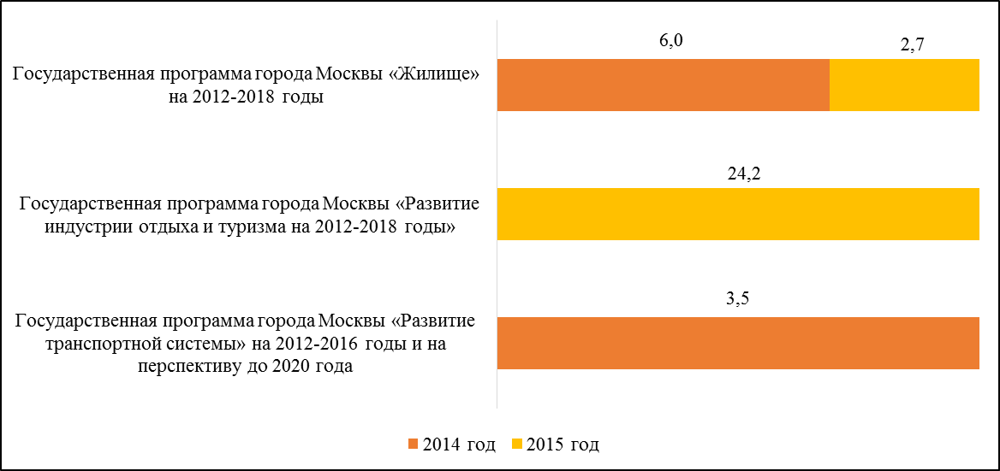 6,0
2,7
Государственная программа города Москвы «Жилище»
на 2012-2018 годы
24,2
Государственная программа города Москвы «Развитие
индустрии отдыха и туризма на 2012-2018 годы»
3,5
Государственная программа города Москвы «Развитие
транспортной системы» на 2012-2016 годы и на
перспективу до 2020 года
2014 год
2015 год